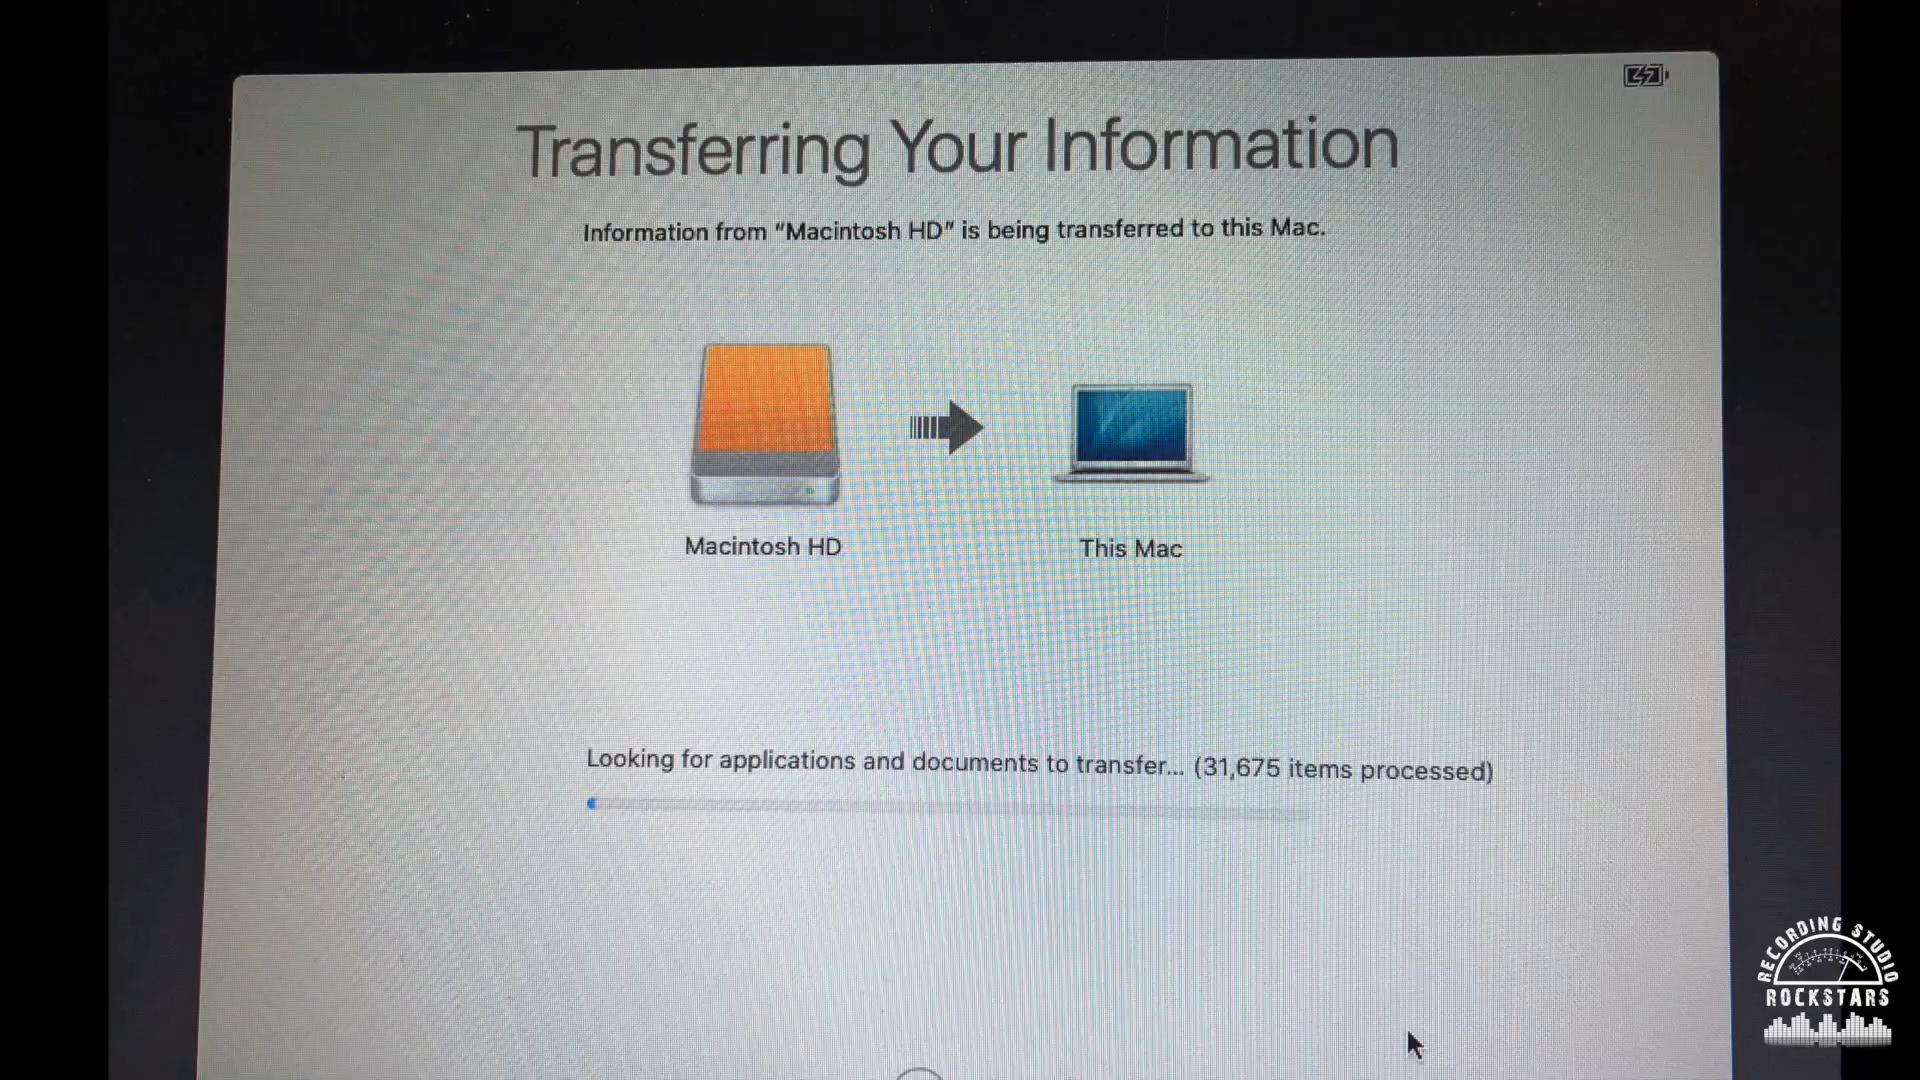 Transferring Your Information
Information from “Macintosh HD” is being transferred to this Mac.
Macintosh HD
This Mac
Looking for applications and documents to transfer... (31,675 items processed)
RECORDING STUDIO
ROCKSTARS